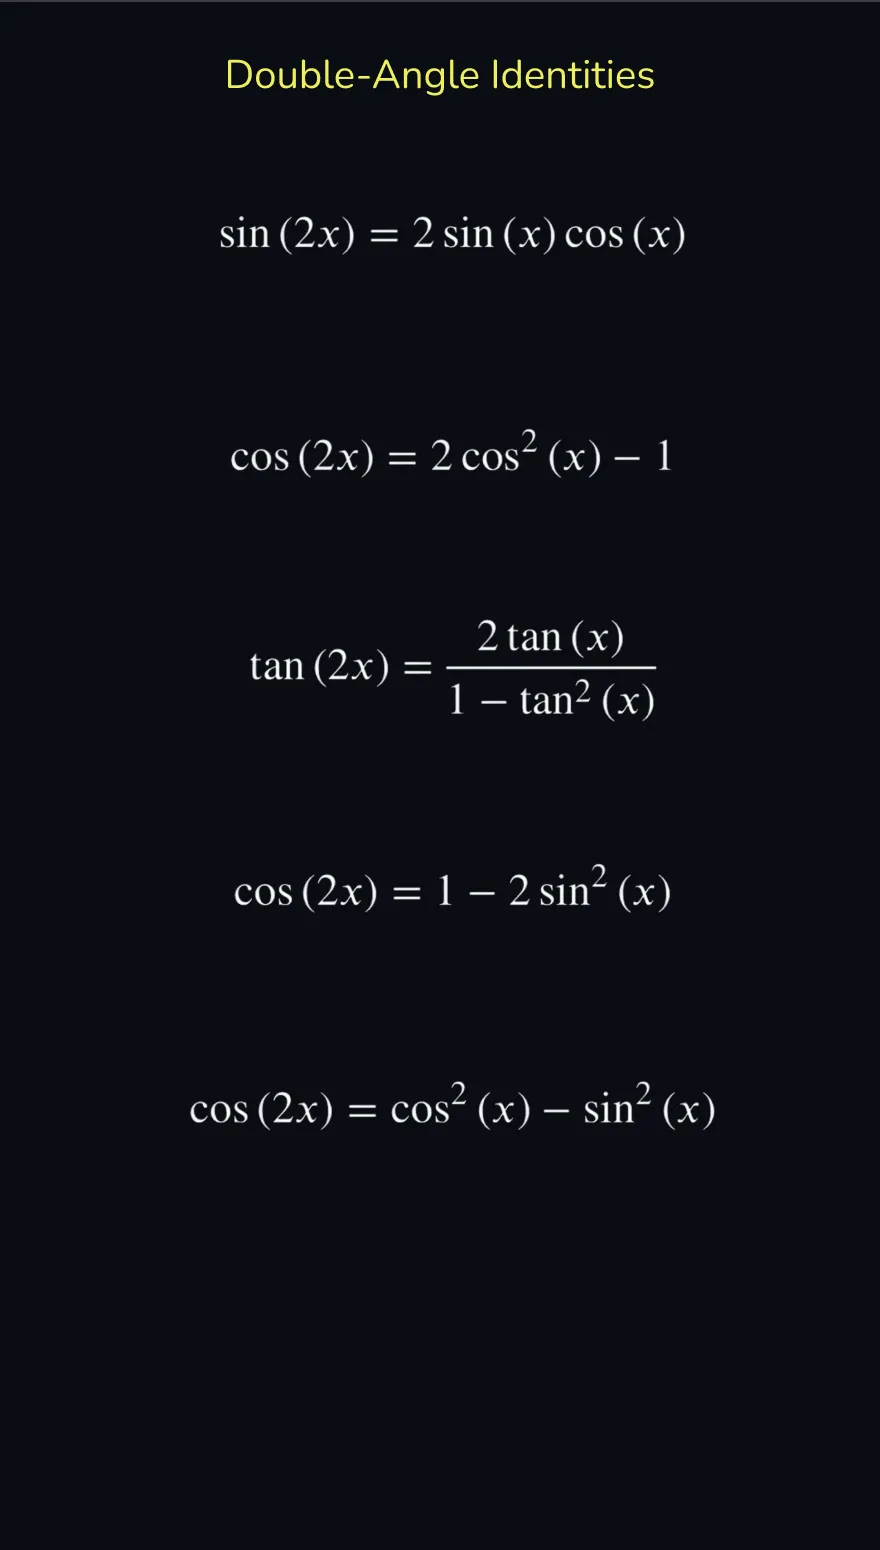 Double-Angle Identities
sin (2x) = 2 sin (x) cos (x)
cos (2x) = 2 cos² (x) − 1
tan (2x) = 2 tan (x) / 1 − tan² (x)
cos (2x) = 1 − 2 sin² (x)
cos (2x) = cos² (x) − sin² (x)